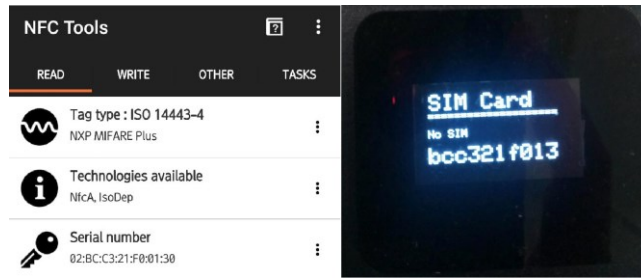 NFC Tools
READ WRITE OTHER TASKS
Tag type : ISO 14443-4
NXP MIFARE Plus
Technologies available
NfcA, IsoDep
Serial number
02:BC:C3:21:F0:01:30
SIM Card
No SIM
bcc321f013